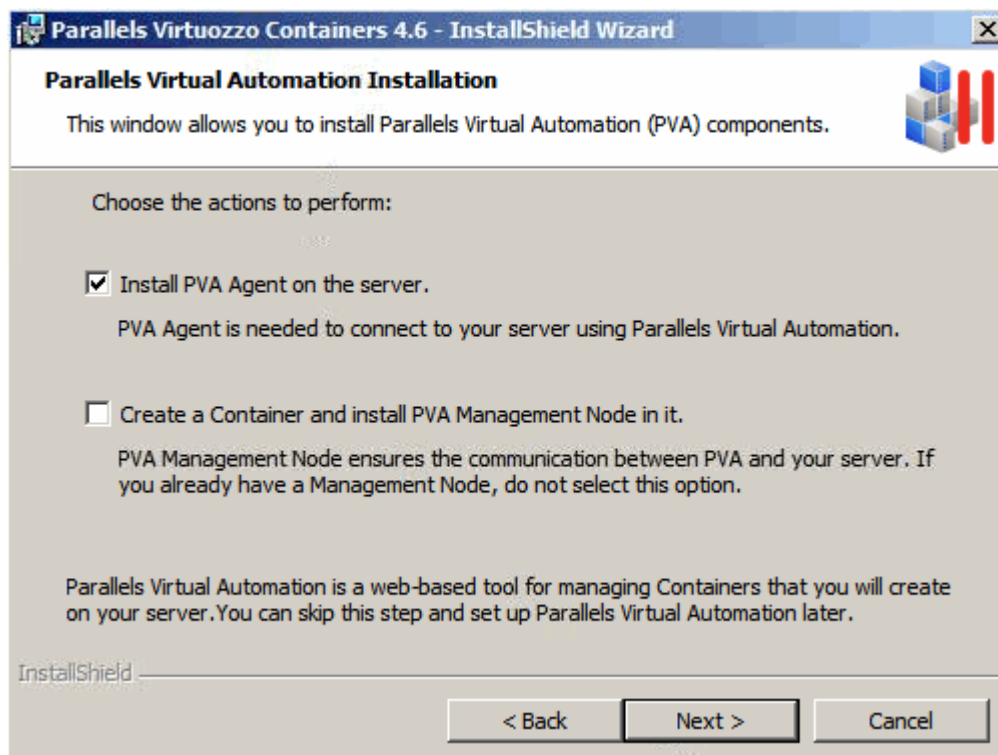 Parallels Virtuozzo Containers 4.6 - InstallShield Wizard
Parallels Virtual Automation Installation
This window allows you to install Parallels Virtual Automation (PVA) components.
Choose the actions to perform:
Install PVA Agent on the server.
PVA Agent is needed to connect to your server using Parallels Virtual Automation.
Create a Container and install PVA Management Node in it.
PVA Management Node ensures the communication between PVA and your server. If
you already have a Management Node, do not select this option.
Parallels Virtual Automation is a web-based tool for managing Containers that you will create
on your server.You can skip this step and set up Parallels Virtual Automation later.
InstallShield
< Back
Next >
Cancel